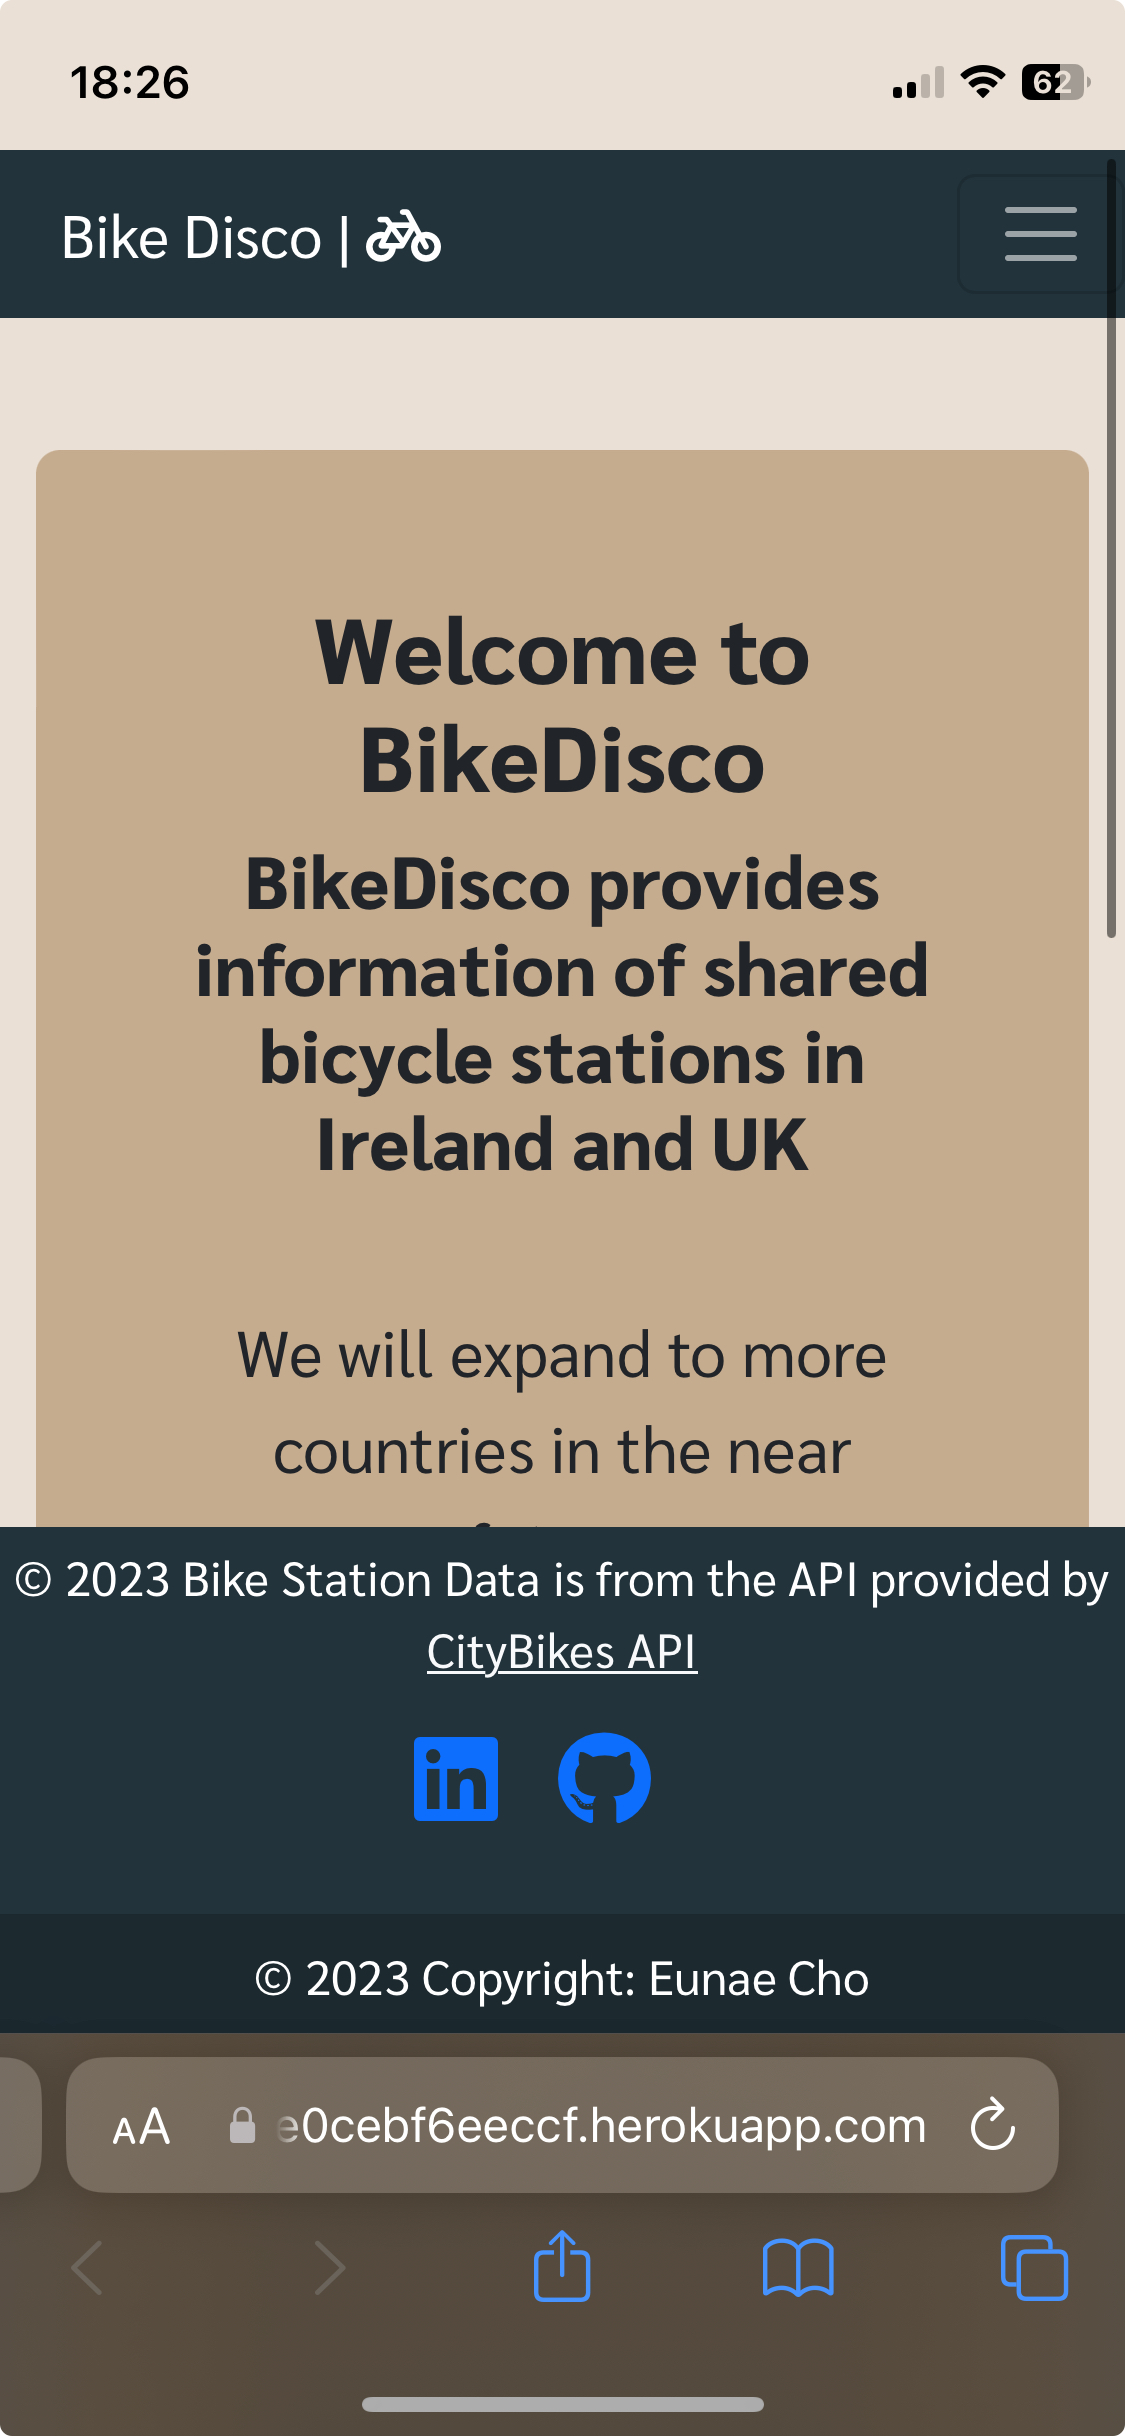 18:26
62
Bike Disco |
Welcome to
BikeDisco
BikeDisco provides
information of shared
bicycle stations in
Ireland and UK
We will expand to more
countries in the near
© 2023 Bike Station Data is from the API provided by
CityBikes API
in
© 2023 Copyright: Eunae Cho
AA
e0cebf6eeccf.herokuapp.com